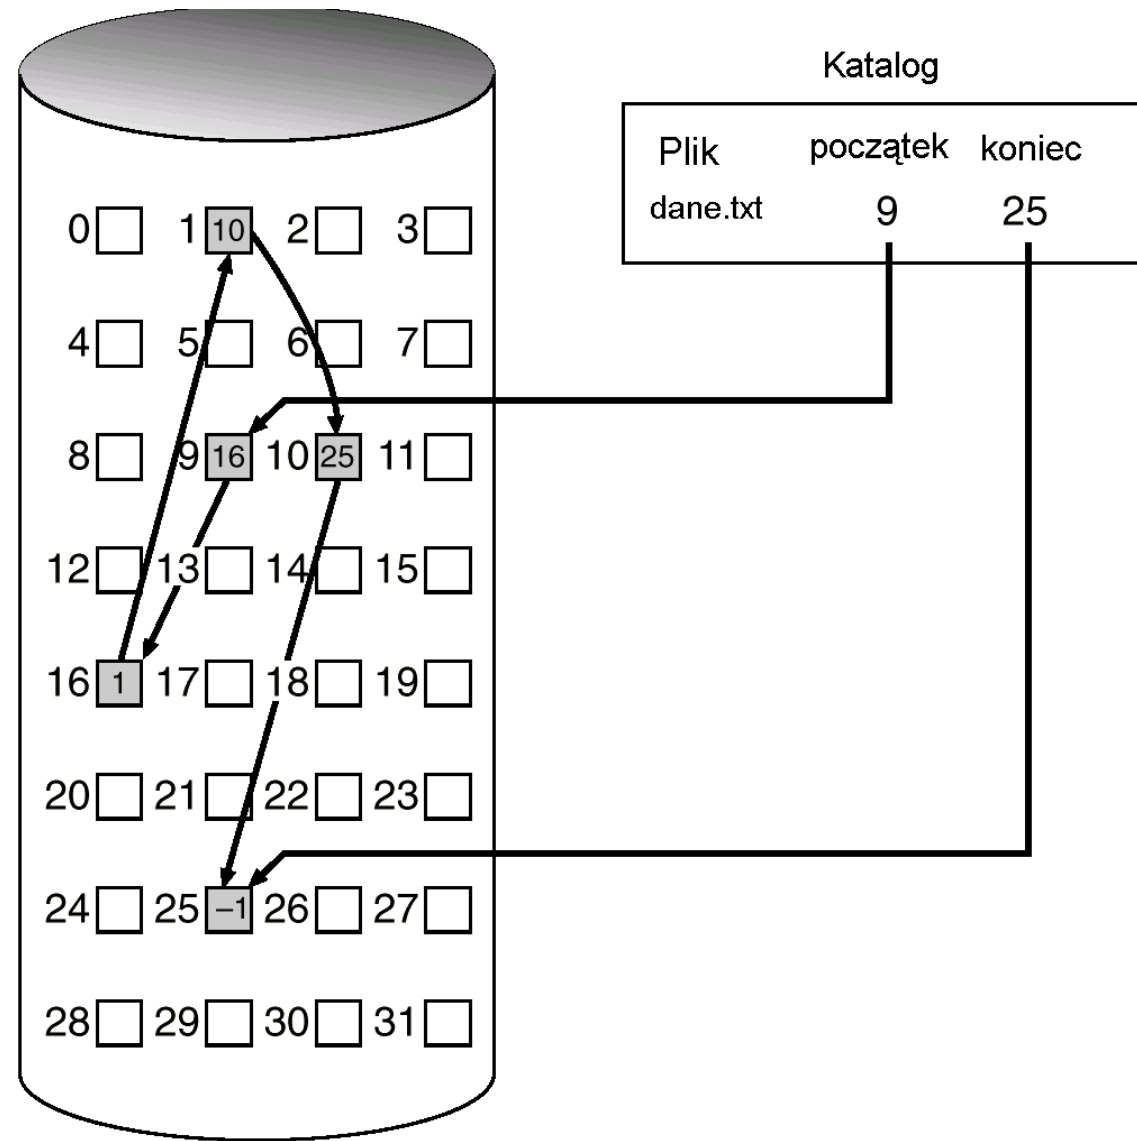 Katalog
Plik początek koniec
dane.txt 9 25
0 1 10 2 3
4 5 6 7
8 9 16 10 25 11
12 13 14 15
16 1 17 18 19
20 21 22 23
24 25 –1 26 27
28 29 30 31